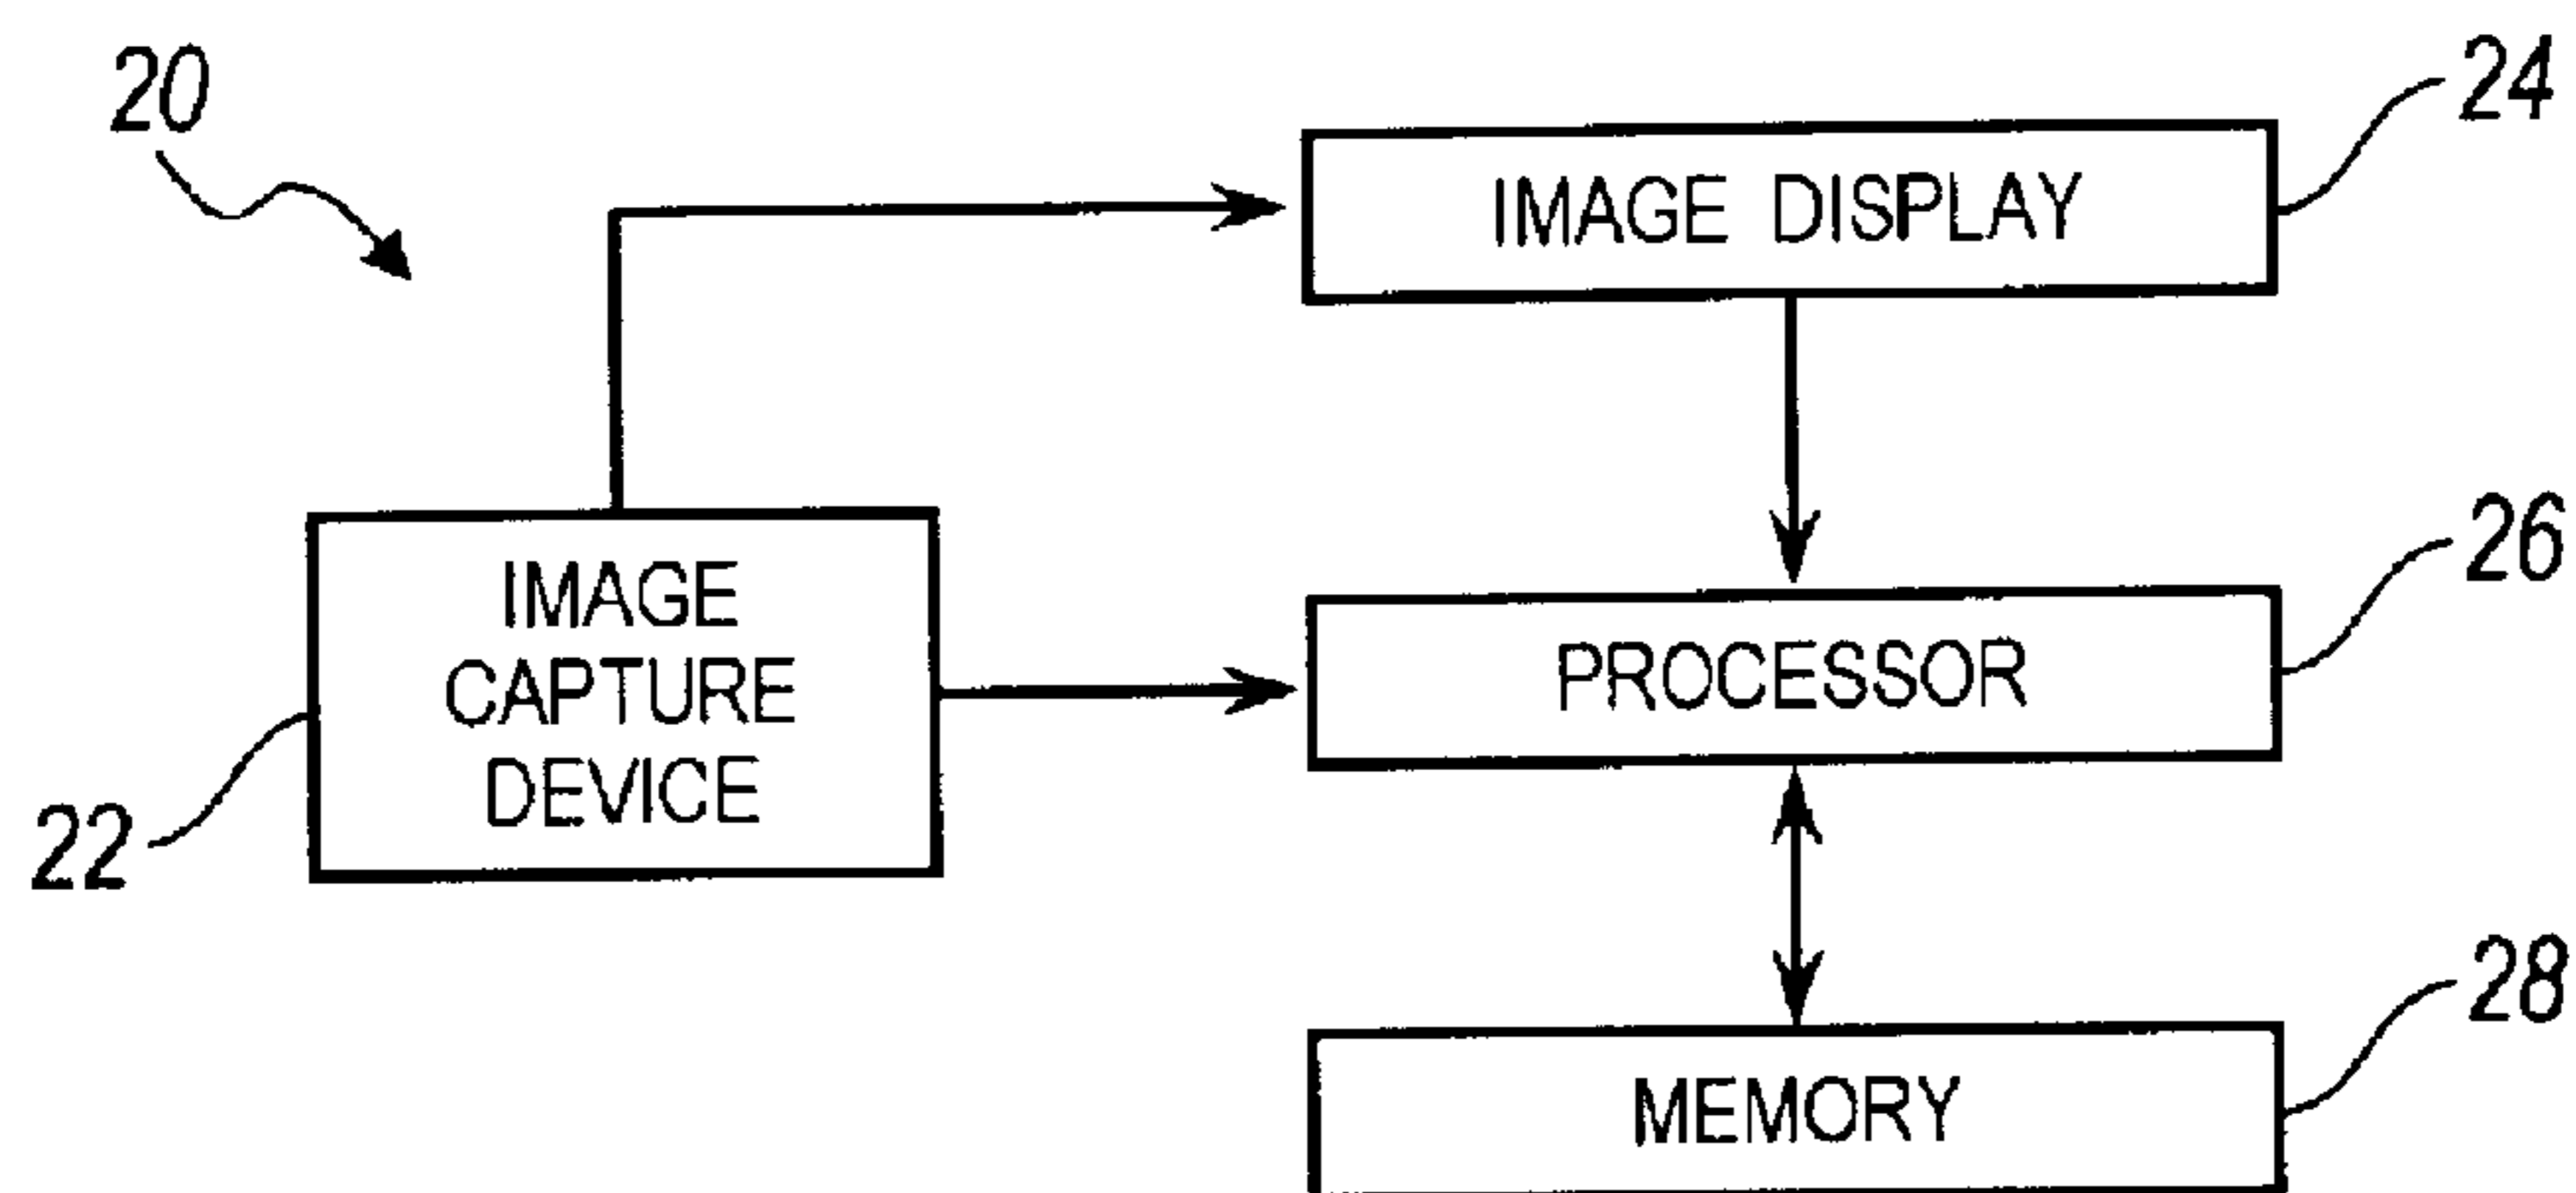 20
24
IMAGE DISPLAY
26
IMAGE
CAPTURE
DEVICE
PROCESSOR
22
28
MEMORY